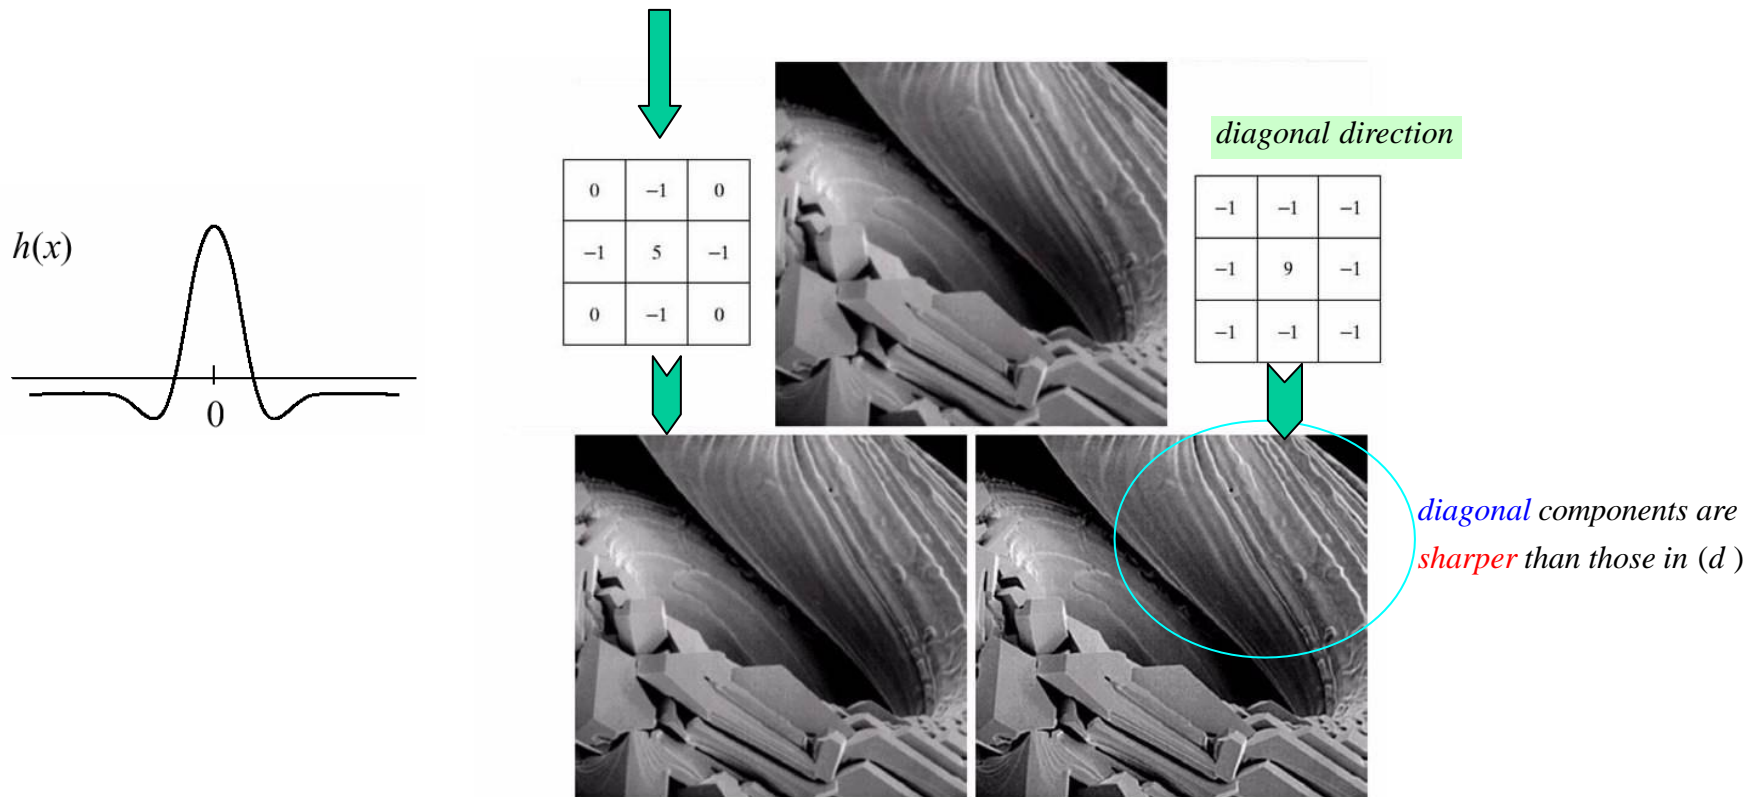 h(x)
0
0 −1 0
−1 5 −1
0 −1 0
diagonal direction
−1 −1 −1
−1 9 −1
−1 −1 −1
diagonal components are
sharper than those in (d )